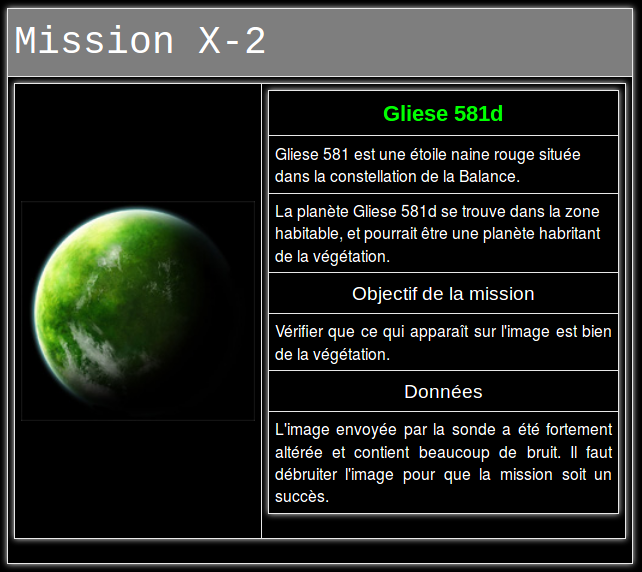 Mission X-2
Gliese 581d
Gliese 581 est une étoile naine rouge située
dans la constellation de la Balance.
La planète Gliese 581d se trouve dans la zone
habitable, et pourrait être une planète habritant
de la végétation.
Objectif de la mission
Vérifier que ce qui apparaît sur l'image est bien
de la végétation.
Données
L'image envoyée par la sonde a été fortement
altérée et contient beaucoup de bruit. Il faut
débruiter l'image pour que la mission soit un
succès.